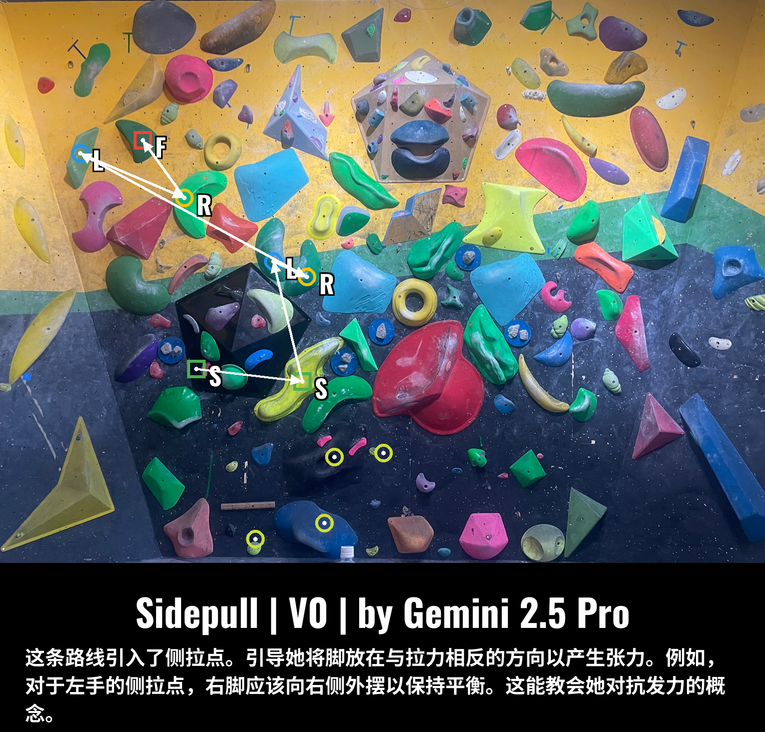 F
L
R
L
R
S
S
Sidepull | V0 | by Gemini 2.5 Pro
这条路线引入了侧拉点。引导她将脚放在与拉力相反的方向以产生张力。例如，
对于左手的侧拉点，右脚应该向右侧外摆以保持平衡。这能教会她对抗发力的概
念。